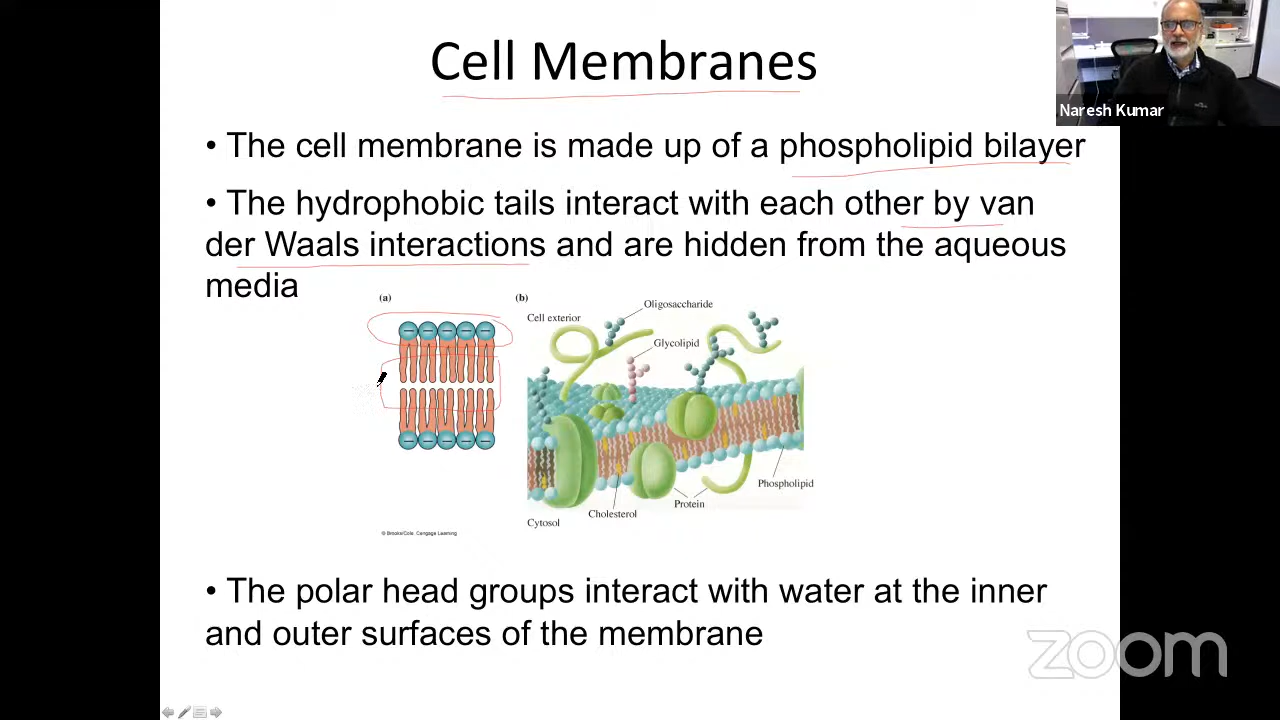 Cell Membranes
Naresh Kumar
• The cell membrane is made up of a phospholipid bilayer
• The hydrophobic tails interact with each other by van
der Waals interactions and are hidden from the aqueous
media
(a)
(b)
Oligosaccharide
Cell exterior
Glycolipid
Phospholipid
Protein
Cholesterol
Cytosol
© Brooks/Cole, Cengage Learning
• The polar head groups interact with water at the inner
and outer surfaces of the membrane
zoom